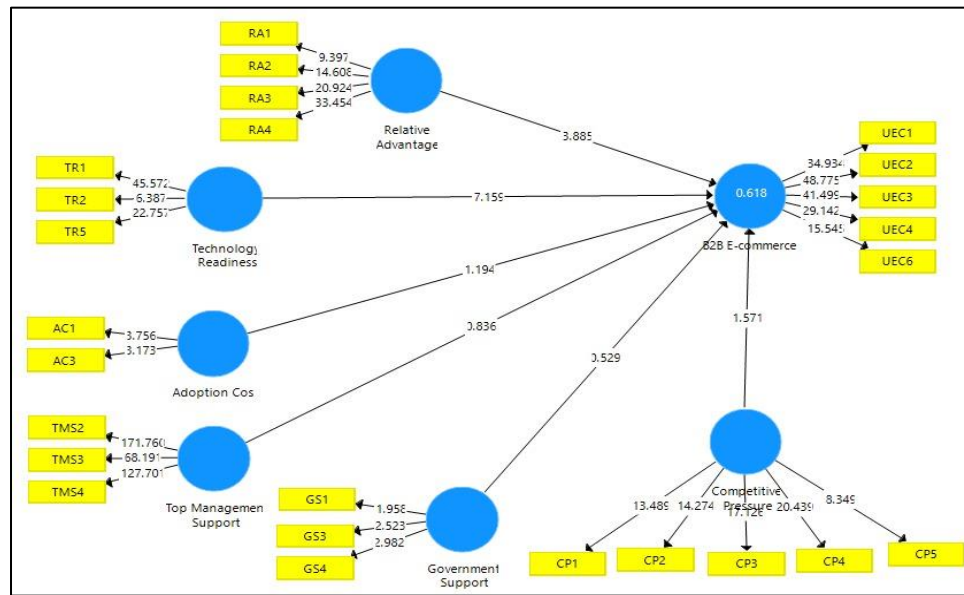 RA1
9.397
RA2
14.608
RA3
20.924
33.454
RA4
Relative
Advantage
3.885
UEC1
34.934
UEC2
48.775
0.618
41.499
UEC3
29.142
UEC4
15.545
B2B E-commerce
UEC6
TR1
45.572
TR2
6.387
7.159
TR5
22.757
Technology
Readiness
1.194
1.571
AC1
3.756
0.836
AC3
3.173
0.529
Adoption Cos
TMS2
171.760
TMS3
68.191
TMS4
127.701
Top Managemen
Support
GS1
1.958
GS3
2.523
2.982
GS4
Government
Support
Competitive
Pressure
13.489
14.274
17.126
20.439
8.349
CP1
CP2
CP3
CP4
CP5